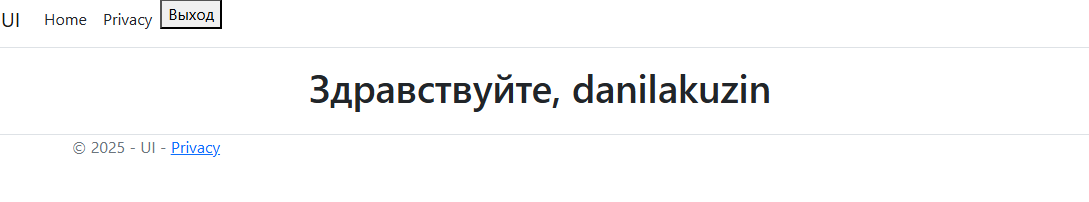 UI Home Privacy Выход
Здравствуйте, danilakuzin
© 2025 - UI - Privacy